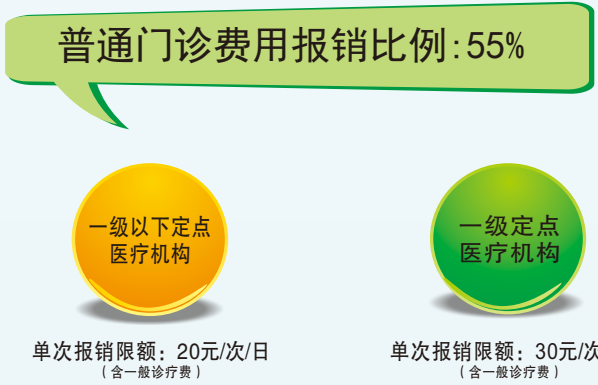 普通门诊费用报销比例:55%
一级以下定点
医疗机构
一级定点
医疗机构
单次报销限额：20元/次/日
（含一般诊疗费）
单次报销限额：30元/次
（含一般诊疗费）